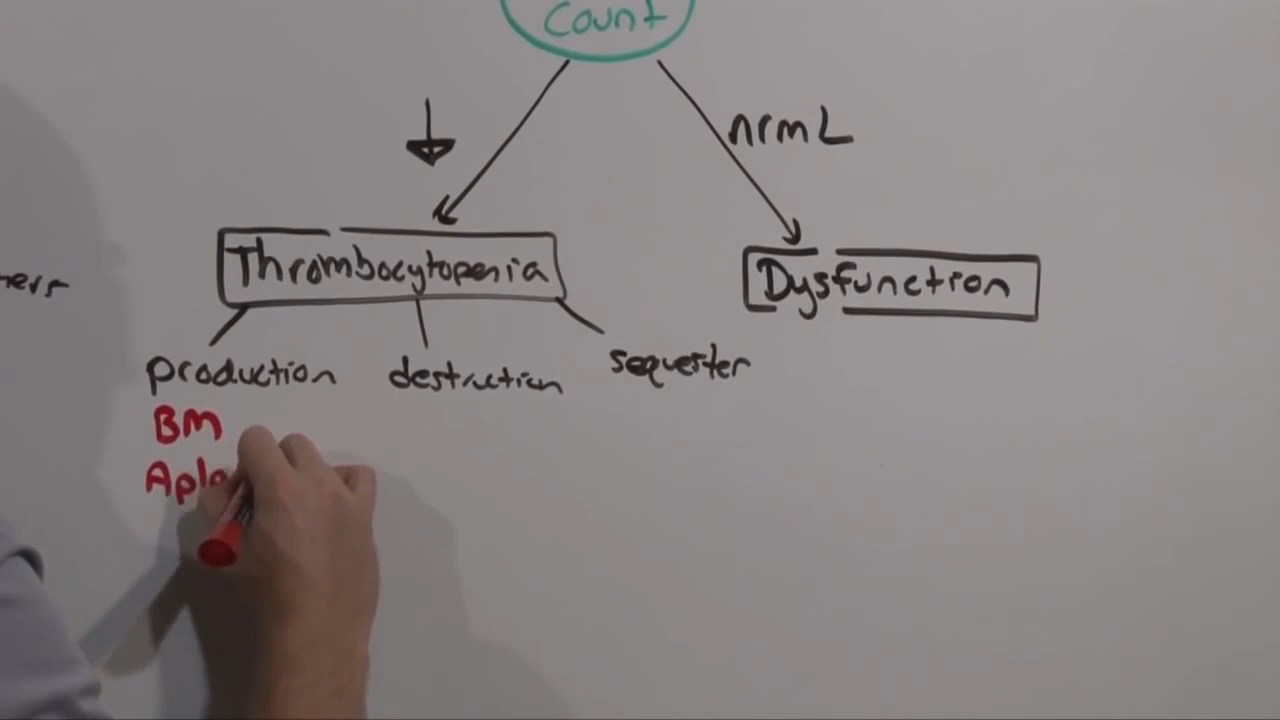 Count
nrmL
Thrombocytopenia
Dysfunction
production destruction sequester
BM